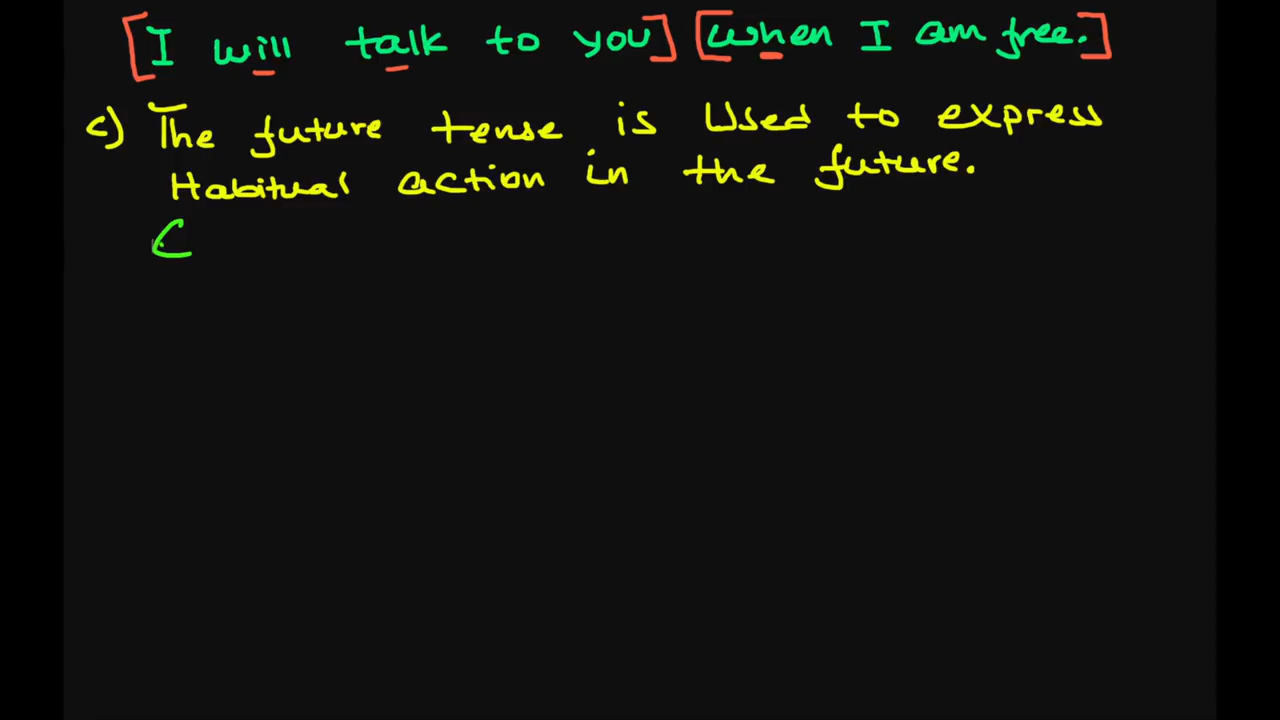 [I will talk to you] [when I am free.]
c) The future tense is Used to express
Habitual action in the future.
C